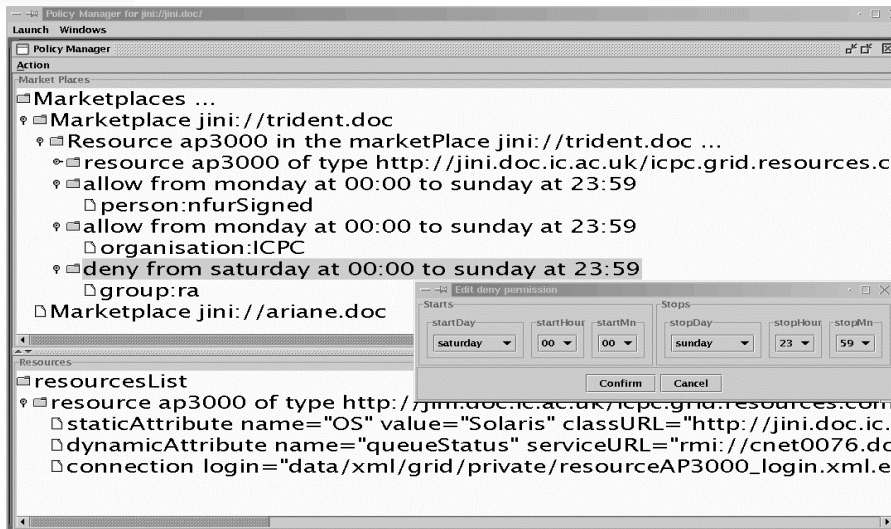 Policy Manager for jini://jini.doc/
Launch Windows
Policy Manager
Action
Market Places
Marketplaces ...
Marketplace jini://trident.doc
Resource ap3000 in the marketPlace jini://trident.doc ...
resource ap3000 of type http://jini.doc.ic.ac.uk/icpc.grid.resources.c
allow from monday at 00:00 to sunday at 23:59
person:nfurSigned
allow from monday at 00:00 to sunday at 23:59
organisation:ICPC
deny from saturday at 00:00 to sunday at 23:59
group:ra
Marketplace jini://ariane.doc
Edit deny permission
Starts Stops
startDay startHour startMn stopDay stopHour stopMn
saturday 00 00 sunday 23 59
Confirm Cancel
Resources
resourcesList
resource ap3000 of type http://jini.doc.ic.ac.uk/icpc.grid.resources.com
staticAttribute name="OS" value="Solaris" classURL="http://jini.doc.ic.
dynamicAttribute name="queueStatus" serviceURL="rmi://cnet0076.do
connection login="data/xml/grid/private/resourceAP3000_login.xml.e